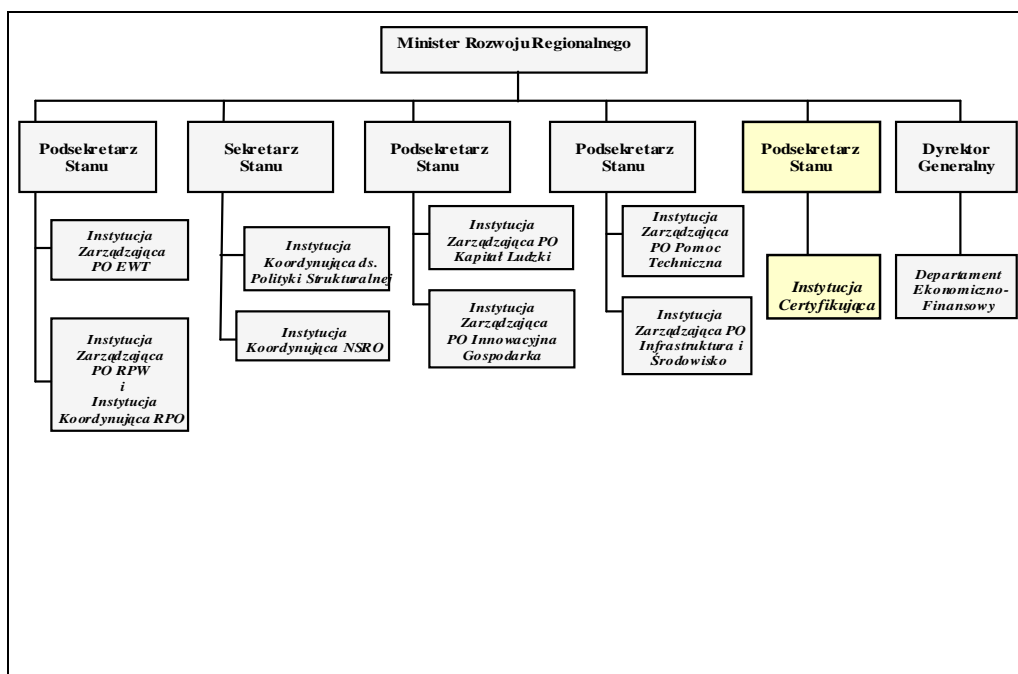 Minister Rozwoju Regionalnego
Podsekretarz
Stanu
Sekretarz
Stanu
Podsekretarz
Stanu
Podsekretarz
Stanu
Podsekretarz
Stanu
Dyrektor
Generalny
Instytucja
Zarządzająca
PO EWT
Instytucja
Zarządzająca
PO RPW
i
Instytucja
Koordynująca RPO
Instytucja
Koordynująca ds.
Polityki Strukturalnej
Instytucja
Koordynująca NSRO
Instytucja
Zarządzająca PO
Kapitał Ludzki
Instytucja
Zarządzająca
PO Innowacyjna
Gospodarka
Instytucja
Zarządzająca
PO Pomoc
Techniczna
Instytucja
Zarządzająca PO
Infrastruktura i
Środowisko
Instytucja
Certyfikująca
Departament
Ekonomiczno-
Finansowy